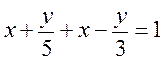 x + y/5 + x - y/3 = 1